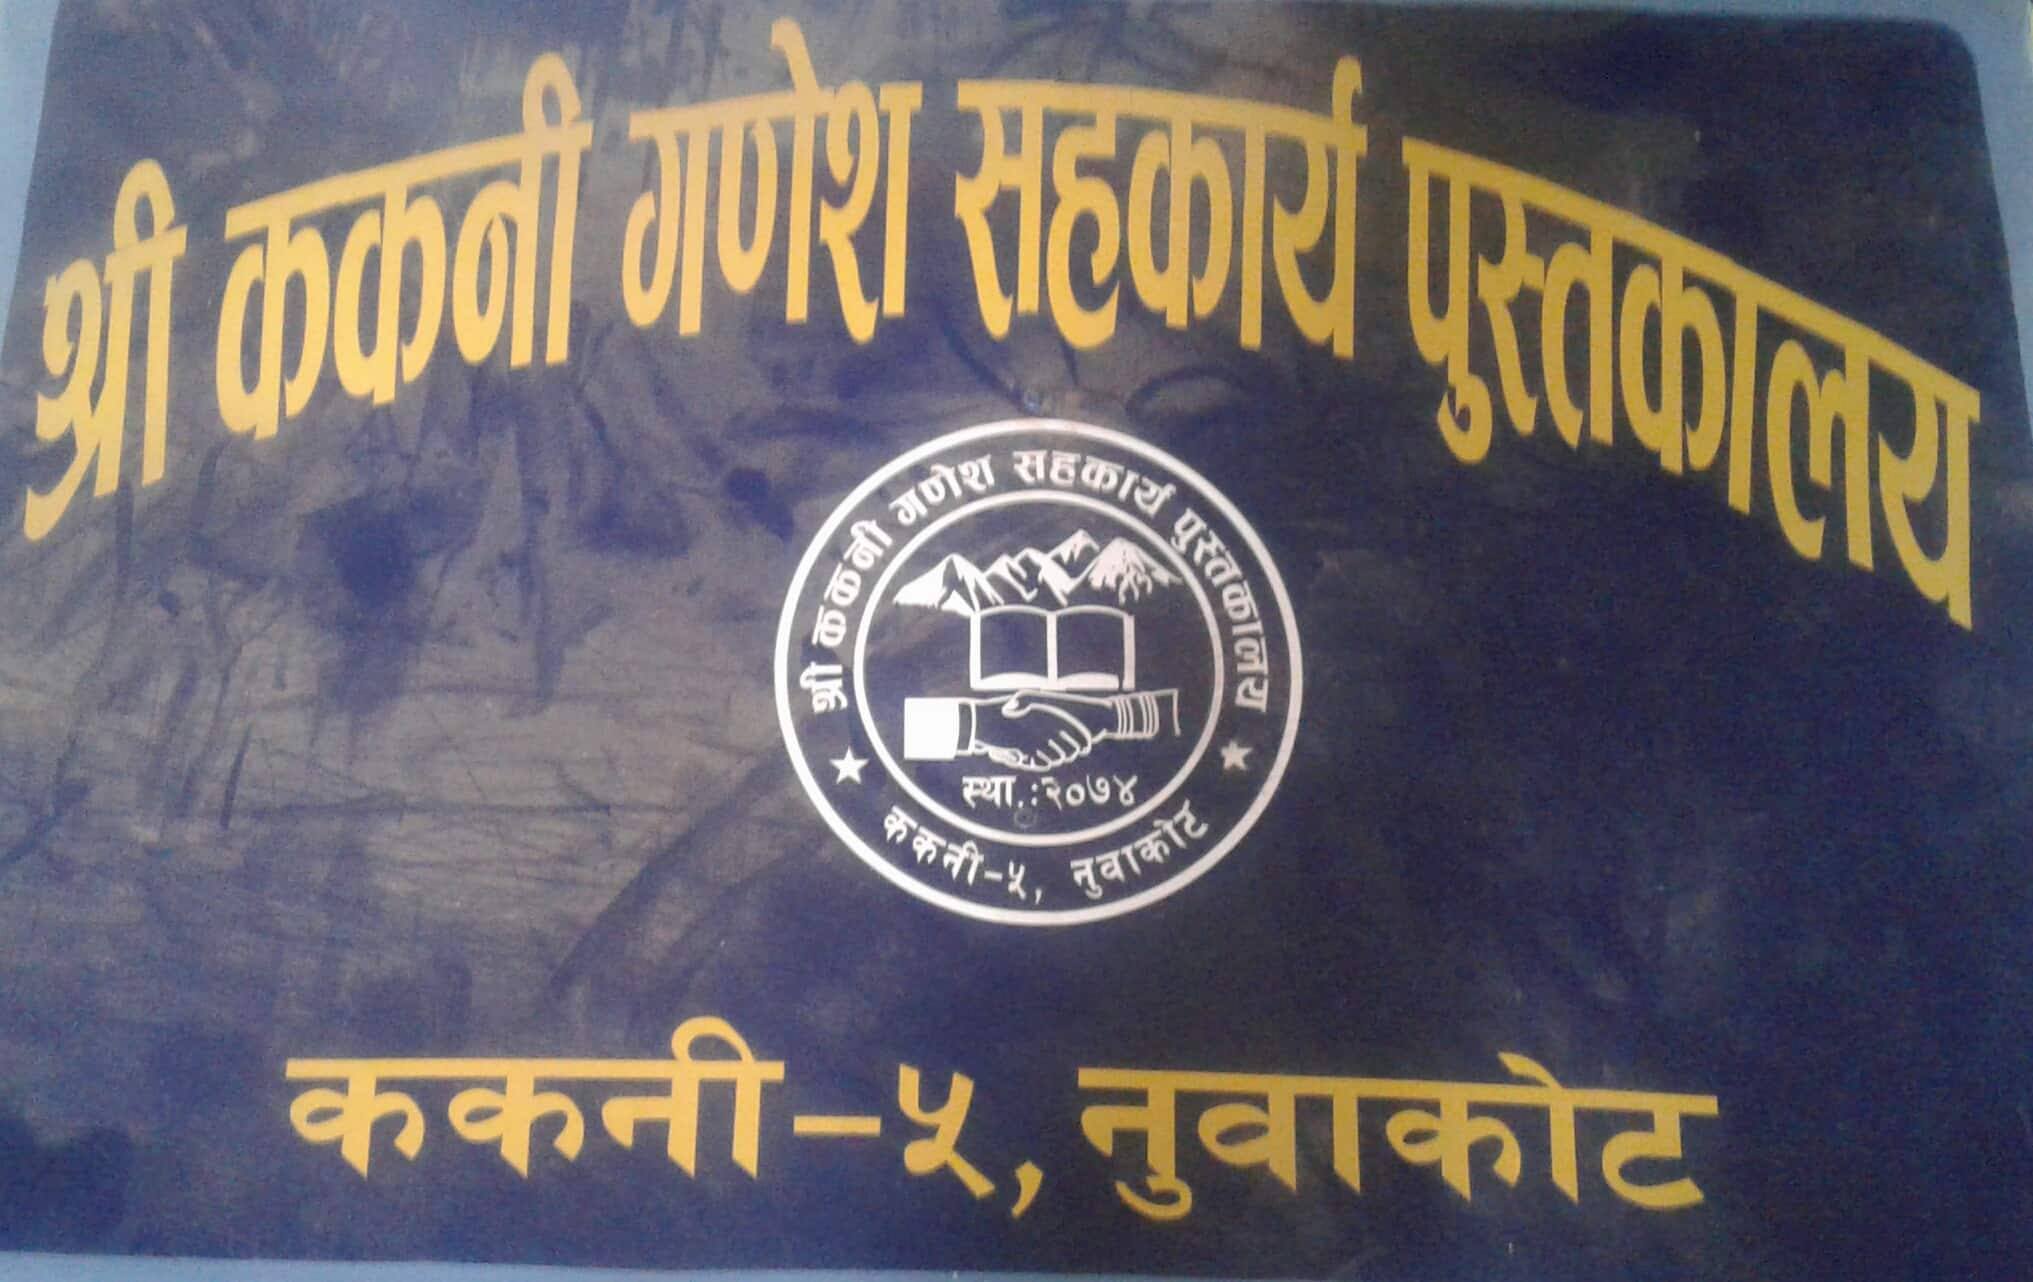 श्री ककनी गणेश सहकार्य पुस्तकालय
श्री ककनी गणेश सहकार्य पुस्तकालय
स्था.:२०७४
ककनी-५, नुवाकोट
ककनी-५, नुवाकोट